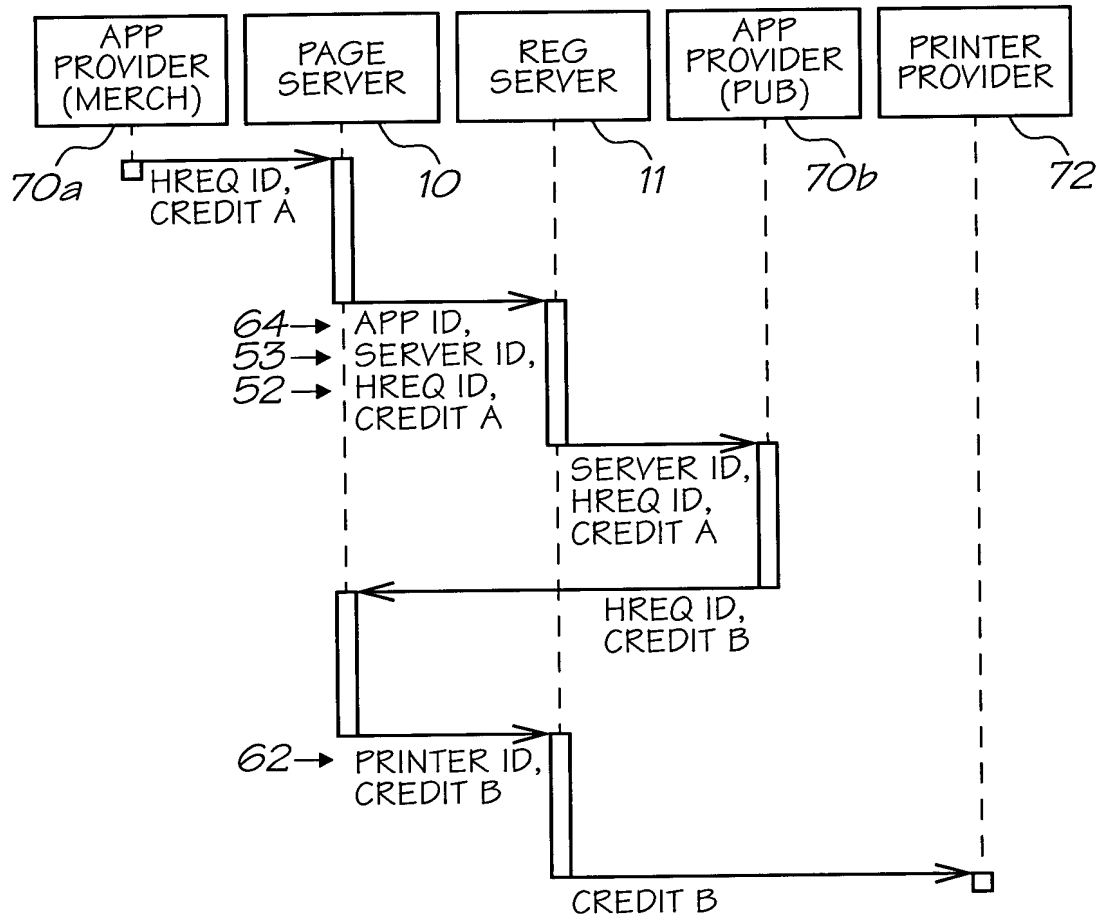 APP
PROVIDER
(MERCH)
PAGE
SERVER
REG
SERVER
APP
PROVIDER
(PUB)
PRINTER
PROVIDER
70a
10
11
70b
72
HREQ ID,
CREDIT A
64
APP ID,
53
SERVER ID,
52
HREQ ID,
CREDIT A
SERVER ID,
HREQ ID,
CREDIT A
HREQ ID,
CREDIT B
62
PRINTER ID,
CREDIT B
CREDIT B